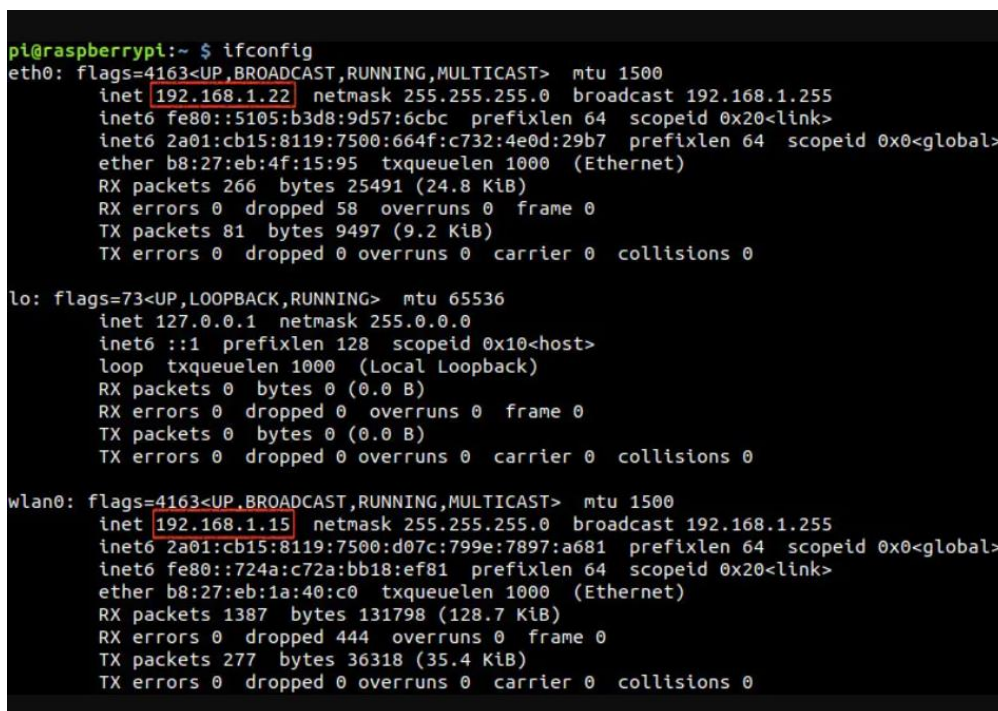 pi@raspberrypi:~ $ ifconfig
eth0: flags=4163<UP,BROADCAST,RUNNING,MULTICAST>  mtu 1500
        inet 192.168.1.22  netmask 255.255.255.0  broadcast 192.168.1.255
        inet6 fe80::5105:b3d8:9d57:6cbc  prefixlen 64  scopeid 0x20<link>
        inet6 2a01:cb15:8119:7500:664f:c732:4e0d:29b7  prefixlen 64  scopeid 0x0<global>
        ether b8:27:eb:4f:15:95  txqueuelen 1000  (Ethernet)
        RX packets 266  bytes 25491 (24.8 KiB)
        RX errors 0  dropped 58  overruns 0  frame 0
        TX packets 81  bytes 9497 (9.2 KiB)
        TX errors 0  dropped 0 overruns 0  carrier 0  collisions 0

lo: flags=73<UP,LOOPBACK,RUNNING>  mtu 65536
        inet 127.0.0.1  netmask 255.0.0.0
        inet6 ::1  prefixlen 128  scopeid 0x10<host>
        loop  txqueuelen 1000  (Local Loopback)
        RX packets 0  bytes 0 (0.0 B)
        RX errors 0  dropped 0  overruns 0  frame 0
        TX packets 0  bytes 0 (0.0 B)
        TX errors 0  dropped 0 overruns 0  carrier 0  collisions 0

wlan0: flags=4163<UP,BROADCAST,RUNNING,MULTICAST>  mtu 1500
        inet 192.168.1.15  netmask 255.255.255.0  broadcast 192.168.1.255
        inet6 2a01:cb15:8119:7500:d07c:799e:7897:a681  prefixlen 64  scopeid 0x0<global>
        inet6 fe80::724a:c72a:bb18:ef81  prefixlen 64  scopeid 0x20<link>
        ether b8:27:eb:1a:40:c0  txqueuelen 1000  (Ethernet)
        RX packets 1387  bytes 131798 (128.7 KiB)
        RX errors 0  dropped 444  overruns 0  frame 0
        TX packets 277  bytes 36318 (35.4 KiB)
        TX errors 0  dropped 0 overruns 0  carrier 0  collisions 0